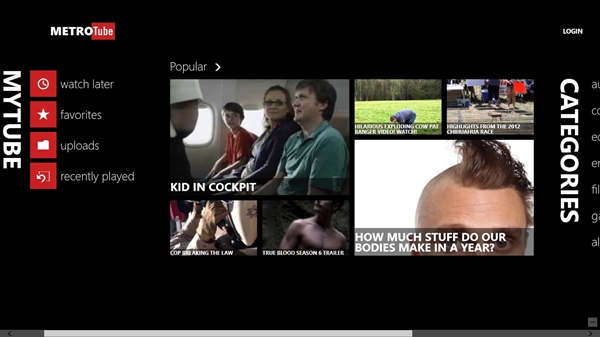 METROTube
LOGIN
MYTUBE
watch later
favorites
uploads
recently played
Popular
KID IN COCKPIT
COP BREAKING THE LAW
TRUE BLOOD SEASON 6 TRAILER
HILARIOUS EXPLODING COW PAT
BANGER VIDEO! WATCH!
HIGHLIGHTS FROM THE 2012
CHIHUAHUA RACE
HOW MUCH STUFF DO OUR
BODIES MAKE IN A YEAR?
CATEGORIES
au
co
ed
en
fil
ga
al